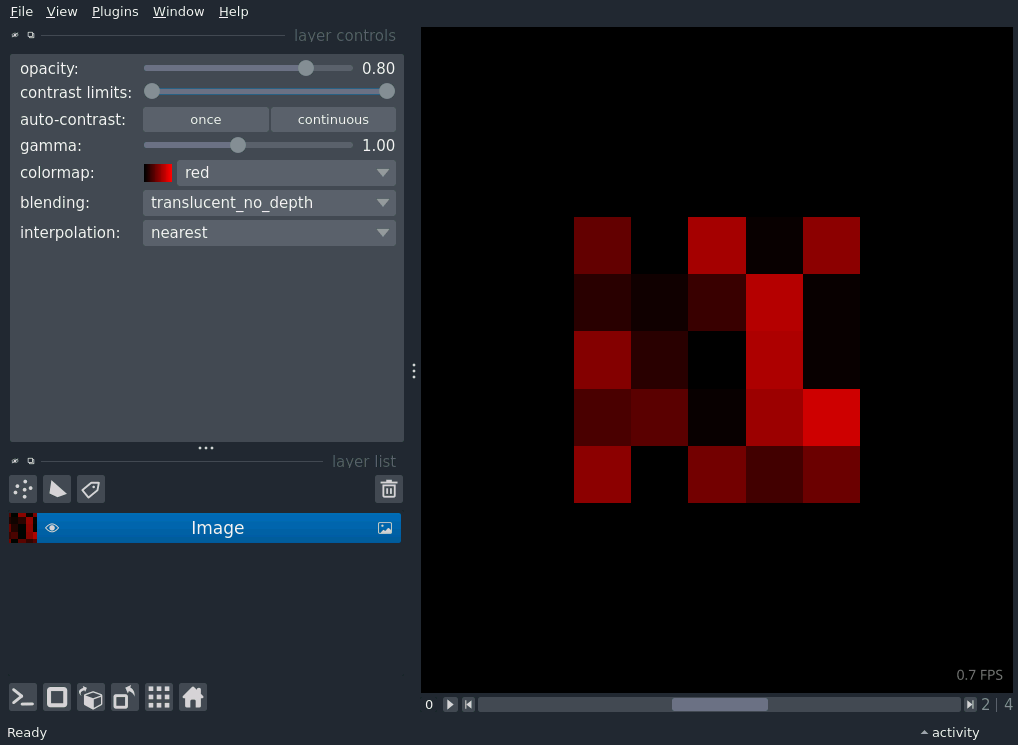 File View Plugins Window Help
layer controls
opacity: 0.80
contrast limits:
auto-contrast: once continuous
gamma: 1.00
colormap: red
blending: translucent_no_depth
interpolation: nearest
layer list
Image
0.7 FPS
0 2 | 4
Ready activity